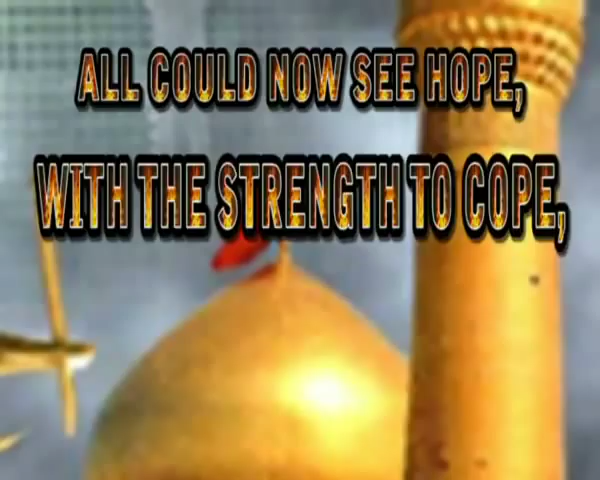 ALL COULD NOW SEE HOPE,
WITH THE STRENGTH TO COPE,